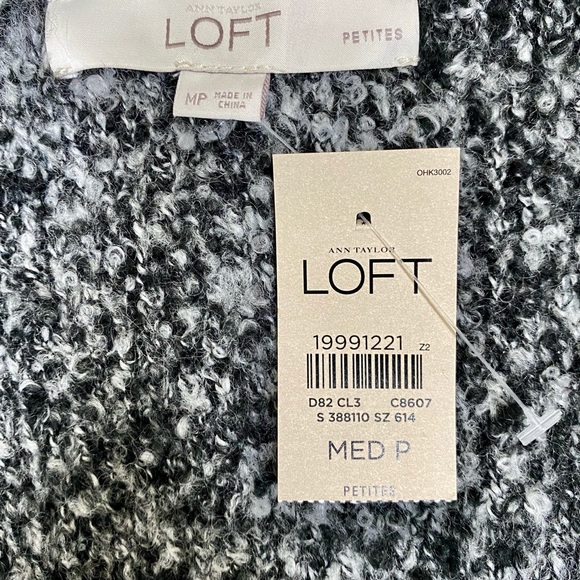 ANN TAYLOR
LOFT
PETITES
MP
MADE IN
CHINA
OHK3002
ANN TAYLOR
LOFT
19991221
Z2
D82 CL3 C8607
S 388110 SZ 614
MED P
PETITES